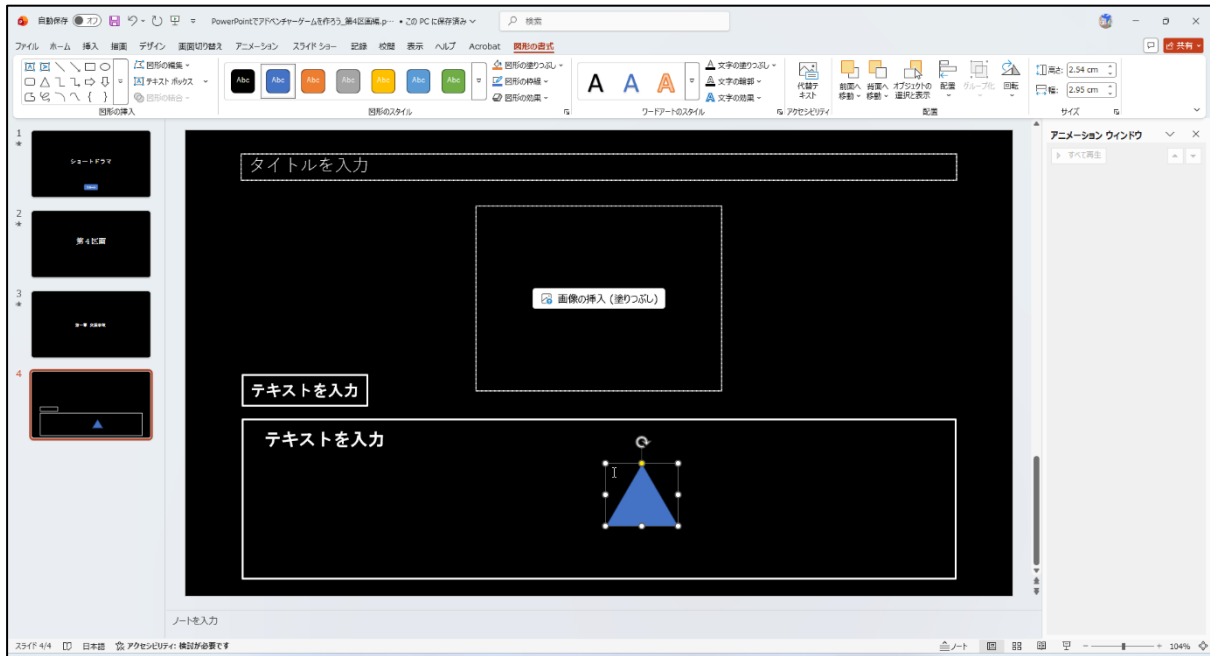 自動保存 オフ PowerPointでアドベンチャーゲームを作ろう_第4区画編.p… • この PC に保存済み 検索
ファイル ホーム 挿入 描画 デザイン 画面切り替え アニメーション スライド ショー 記録 校閲 表示 ヘルプ Acrobat 図形の書式 共有
図形の編集
テキスト ボックス
図形の結合
図形の挿入
Abc Abc Abc Abc Abc Abc Abc
図形の塗りつぶし
図形の枠線
図形の効果
図形のスタイル
A A A
文字の塗りつぶし
文字の輪郭
文字の効果
ワードアートのスタイル
代替テキスト
アクセシビリティ
前面へ移動 背面へ移動 オブジェクトの選択と表示 配置 グループ化 回転
配置
高さ: 2.54 cm
幅: 2.95 cm
サイズ
1
ショートドラマ
2
第4区画
3
4
タイトルを入力
画像の挿入 (塗りつぶし)
テキストを入力
テキストを入力
アニメーション ウィンドウ
すべて再生
ノートを入力
スライド 4/4 日本語 アクセシビリティ: 検討が必要です ノート 104%